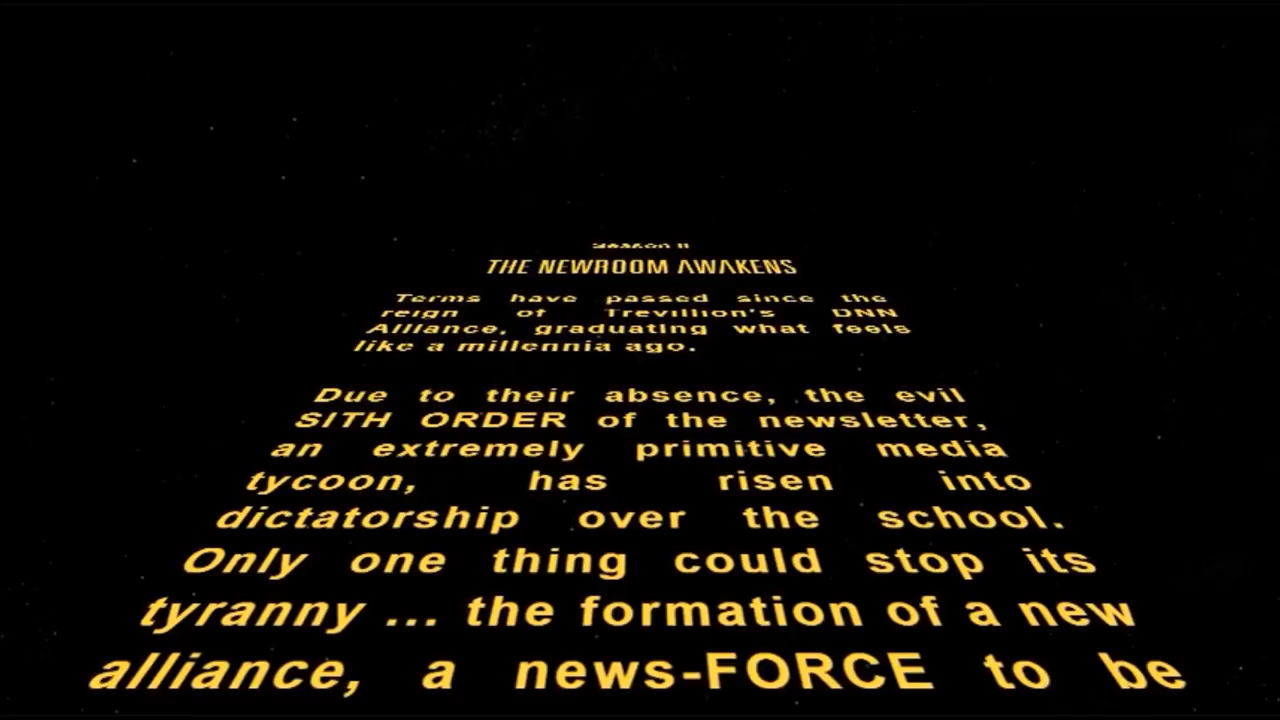 Season II
THE NEWROOM AWAKENS
Terms have passed since the
reign of Trevillion's DNN
Alliance, graduating what feels
like a millennia ago.
Due to their absence, the evil
SITH ORDER of the newsletter,
an extremely primitive media
tycoon, has risen into
dictatorship over the school.
Only one thing could stop its
tyranny ... the formation of a new
alliance, a news-FORCE to be